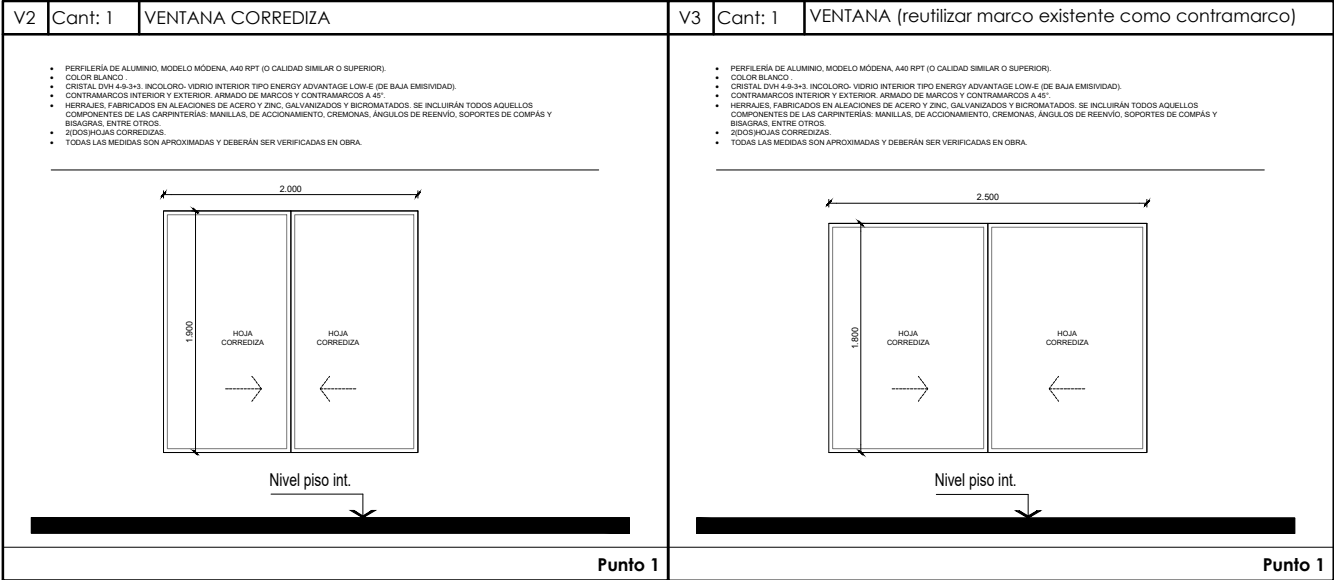 V2 Cant: 1 VENTANA CORREDIZA
• PERFILERÍA DE ALUMINIO, MODELO MÓDENA, A40 RPT (O CALIDAD SIMILAR O SUPERIOR).
• COLOR BLANCO .
• CRISTAL DVH 4-9-3+3. INCOLORO- VIDRIO INTERIOR TIPO ENERGY ADVANTAGE LOW-E (DE BAJA EMISIVIDAD).
• CONTRAMARCOS INTERIOR Y EXTERIOR. ARMADO DE MARCOS Y CONTRAMARCOS A 45°.
• HERRAJES, FABRICADOS EN ALEACIONES DE ACERO Y ZINC, GALVANIZADOS Y BICROMATADOS. SE INCLUIRÁN TODOS AQUELLOS
COMPONENTES DE LAS CARPINTERÍAS: MANILLAS, DE ACCIONAMIENTO, CREMONAS, ÁNGULOS DE REENVÍO, SOPORTES DE COMPÁS Y
BISAGRAS, ENTRE OTROS.
• 2(DOS)HOJAS CORREDIZAS.
• TODAS LAS MEDIDAS SON APROXIMADAS Y DEBERÁN SER VERIFICADAS EN OBRA.
2.000
1.900
HOJA
CORREDIZA
HOJA
CORREDIZA
Nivel piso int.
Punto 1
V3 Cant: 1 VENTANA (reutilizar marco existente como contramarco)
• PERFILERÍA DE ALUMINIO, MODELO MÓDENA, A40 RPT (O CALIDAD SIMILAR O SUPERIOR).
• COLOR BLANCO .
• CRISTAL DVH 4-9-3+3. INCOLORO- VIDRIO INTERIOR TIPO ENERGY ADVANTAGE LOW-E (DE BAJA EMISIVIDAD).
• CONTRAMARCOS INTERIOR Y EXTERIOR. ARMADO DE MARCOS Y CONTRAMARCOS A 45°.
• HERRAJES, FABRICADOS EN ALEACIONES DE ACERO Y ZINC, GALVANIZADOS Y BICROMATADOS. SE INCLUIRÁN TODOS AQUELLOS
COMPONENTES DE LAS CARPINTERÍAS: MANILLAS, DE ACCIONAMIENTO, CREMONAS, ÁNGULOS DE REENVÍO, SOPORTES DE COMPÁS Y
BISAGRAS, ENTRE OTROS.
• 2(DOS)HOJAS CORREDIZAS.
• TODAS LAS MEDIDAS SON APROXIMADAS Y DEBERÁN SER VERIFICADAS EN OBRA.
2.500
1.800
HOJA
CORREDIZA
HOJA
CORREDIZA
Nivel piso int.
Punto 1